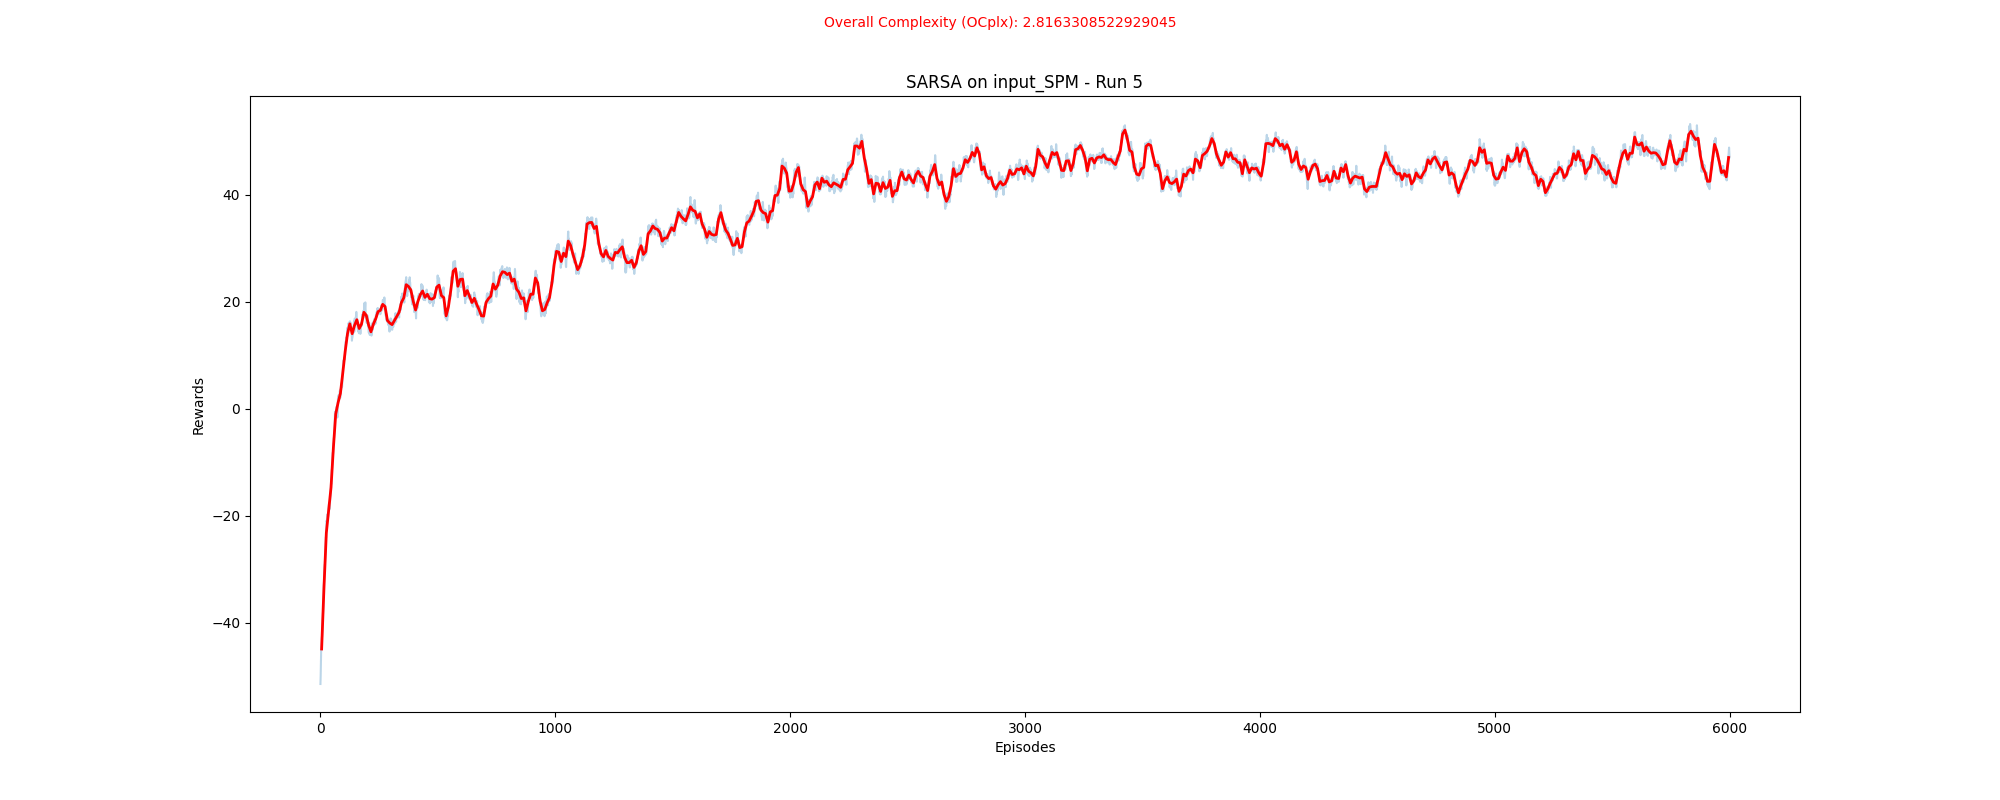 Overall Complexity (OCplx): 2.8163308522929045
SARSA on input_SPM - Run 5
Rewards
40
20
0
−20
−40
0 1000 2000 3000 4000 5000 6000
Episodes